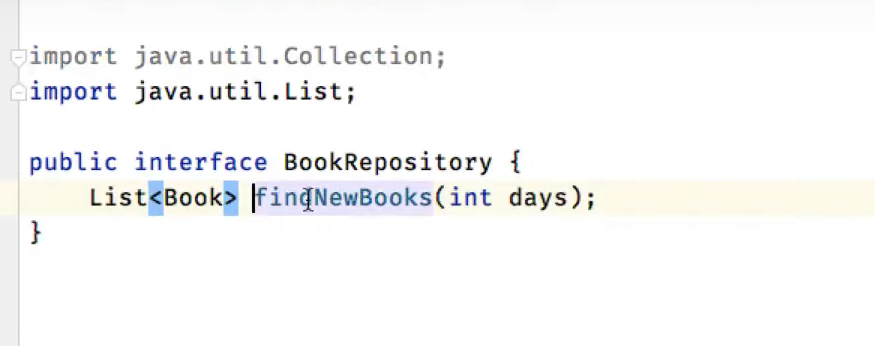 import java.util.Collection;
import java.util.List;
public interface BookRepository {
    List<Book> findNewBooks(int days);
}